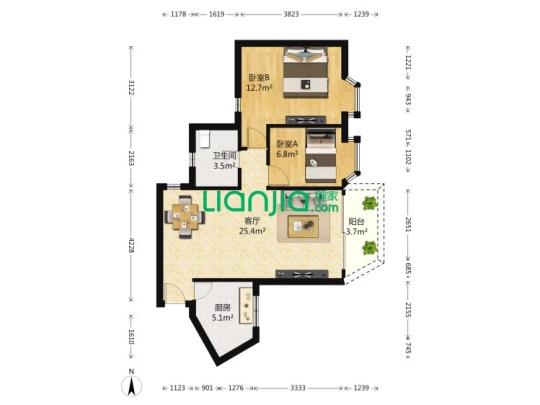 1178 1619 3823 1239
3122
2163
4228
1610
1221
943
571
1102
2651
685
2155
745
卧室B
12.7m²
卧室A
6.8m²
卫生间
3.5m²
Lianjia 链家
.com
客厅
25.4m²
阳台
3.7m²
厨房
5.1m²
N
1123 901 1276 3333 1239